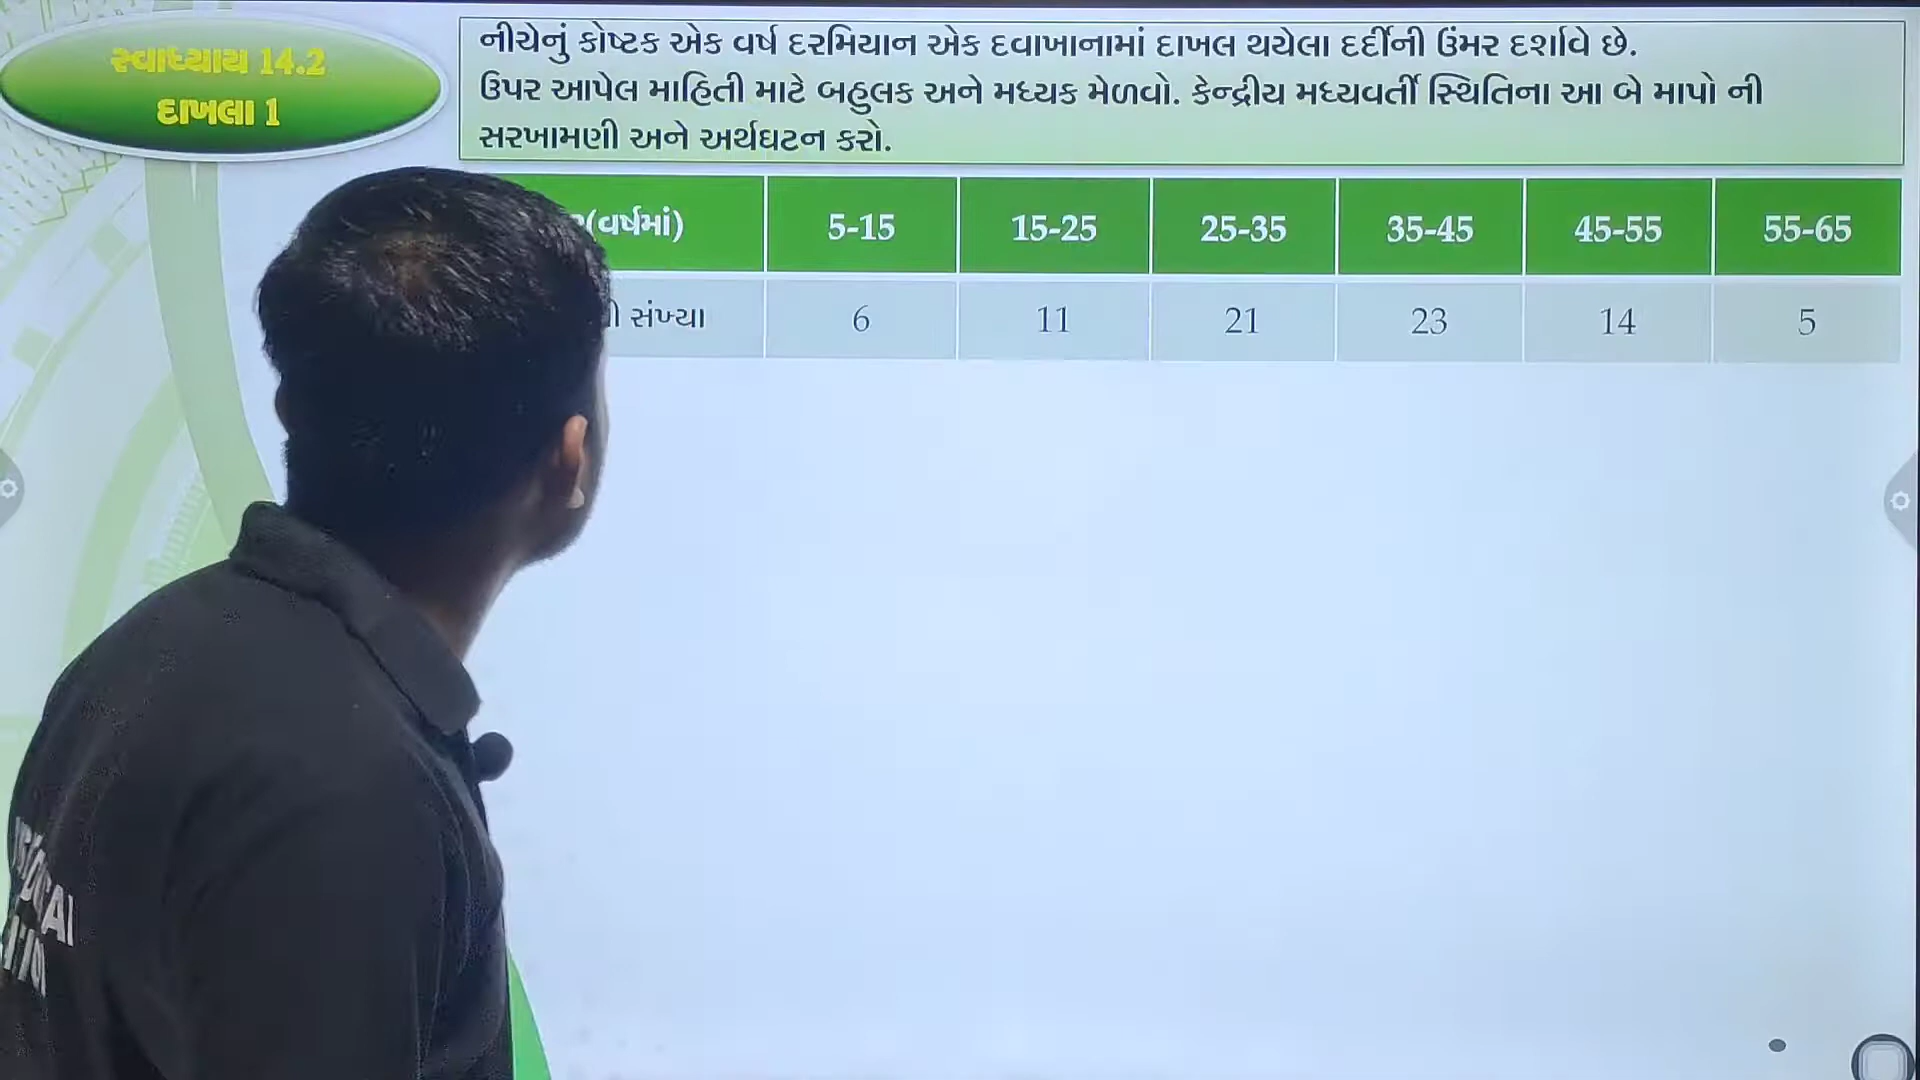 સ્વાધ્યાય 14.2
દાખલા 1
નીચેનું કોષ્ટક એક વર્ષ દરમિયાન એક દવાખાનામાં દાખલ થયેલા દર્દીની ઉંમર દર્શાવે છે.
ઉપર આપેલ માહિતી માટે બહુલક અને મધ્યક મેળવો. કેન્દ્રીય મધ્યવર્તી સ્થિતિના આ બે માપો ની
સરખામણી અને અર્થઘટન કરો.
(વર્ષમાં) 5-15 15-25 25-35 35-45 45-55 55-65
સંખ્યા 6 11 21 23 14 5